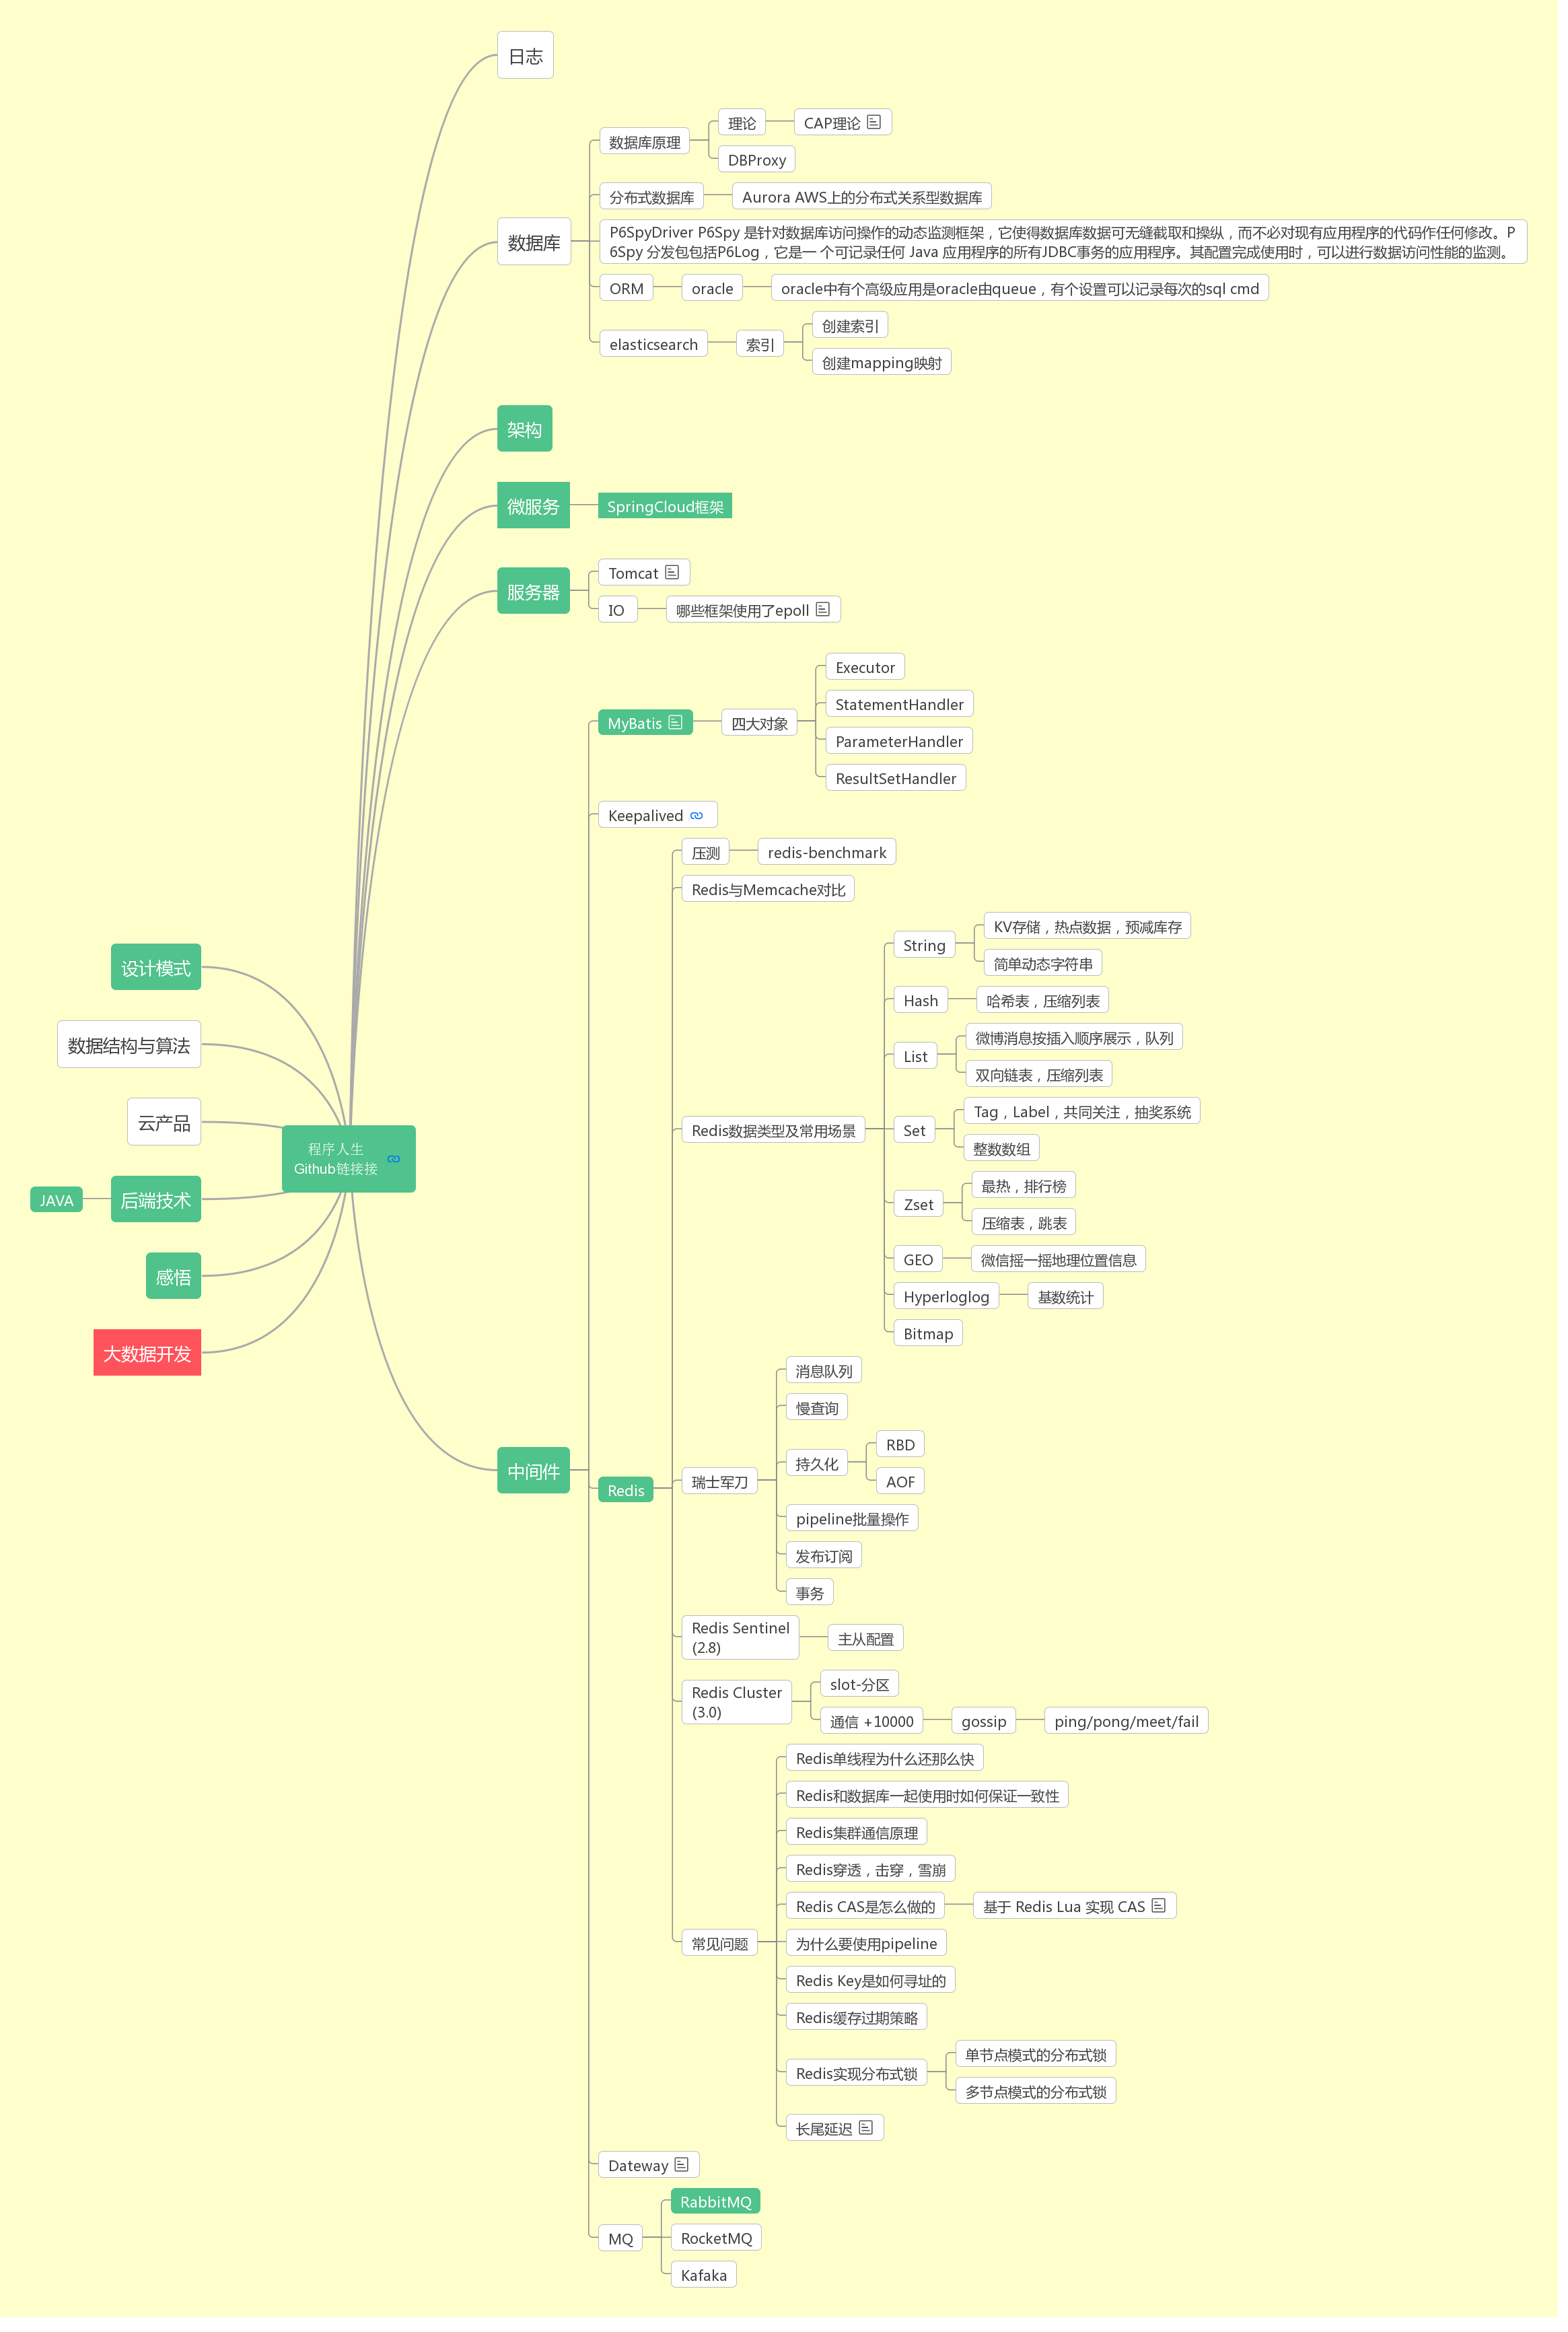 日志
数据库
数据库原理
理论
CAP理论
DBProxy
分布式数据库
Aurora AWS上的分布式关系型数据库
P6SpyDriver P6Spy 是针对数据库访问操作的动态监测框架，它使得数据库数据可无缝截取和操纵，而不必对现有应用程序的代码作任何修改。P
6Spy 分发包包括P6Log，它是一 个可记录任何 Java 应用程序的所有JDBC事务的应用程序。其配置完成使用时，可以进行数据访问性能的监测。
ORM
oracle
oracle中有个高级应用是oracle由queue，有个设置可以记录每次的sql cmd
elasticsearch
索引
创建索引
创建mapping映射
架构
微服务
SpringCloud框架
服务器
Tomcat
IO
哪些框架使用了epoll
中间件
MyBatis
四大对象
Executor
StatementHandler
ParameterHandler
ResultSetHandler
Keepalived
Redis
压测
redis-benchmark
Redis与Memcache对比
Redis数据类型及常用场景
String
KV存储，热点数据，预减库存
简单动态字符串
Hash
哈希表，压缩列表
List
微博消息按插入顺序展示，队列
双向链表，压缩列表
Set
Tag，Label，共同关注，抽奖系统
整数数组
Zset
最热，排行榜
压缩表，跳表
GEO
微信摇一摇地理位置信息
Hyperloglog
基数统计
Bitmap
瑞士军刀
消息队列
慢查询
持久化
RBD
AOF
pipeline批量操作
发布订阅
事务
Redis Sentinel
(2.8)
主从配置
Redis Cluster
(3.0)
slot-分区
通信 +10000
gossip
ping/pong/meet/fail
常见问题
Redis单线程为什么还那么快
Redis和数据库一起使用时如何保证一致性
Redis集群通信原理
Redis穿透，击穿，雪崩
Redis CAS是怎么做的
基于 Redis Lua 实现 CAS
为什么要使用pipeline
Redis Key是如何寻址的
Redis缓存过期策略
Redis实现分布式锁
单节点模式的分布式锁
多节点模式的分布式锁
长尾延迟
Dateway
MQ
RabbitMQ
RocketMQ
Kafaka
设计模式
数据结构与算法
云产品
程序人生
Github链接接
后端技术
JAVA
感悟
大数据开发